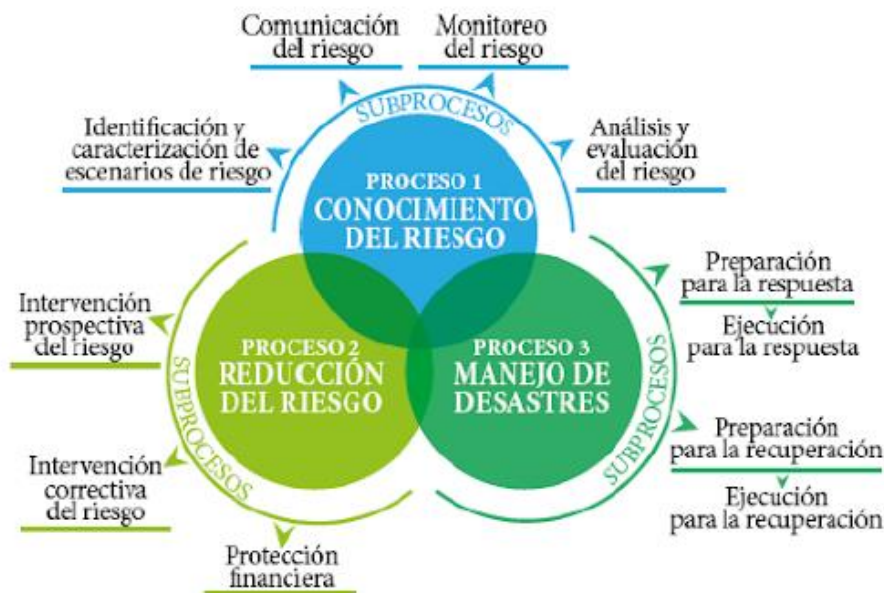 Comunicación
del riesgo
Monitoreo
del riesgo
Identificación y
caracterización de
escenarios de riesgo
SUBPROCESOS
Análisis y
evaluación
del riesgo
PROCESO 1
CONOCIMIENTO
DEL RIESGO
Intervención
prospectiva
del riesgo
SUBPROCESOS
PROCESO 2
REDUCCIÓN
DEL RIESGO
Intervención
correctiva
del riesgo
Protección
financiera
PROCESO 3
MANEJO DE
DESASTRES
SUBPROCESOS
Preparación
para la respuesta
Ejecución
para la respuesta
Preparación
para la recuperación
Ejecución
para la recuperación